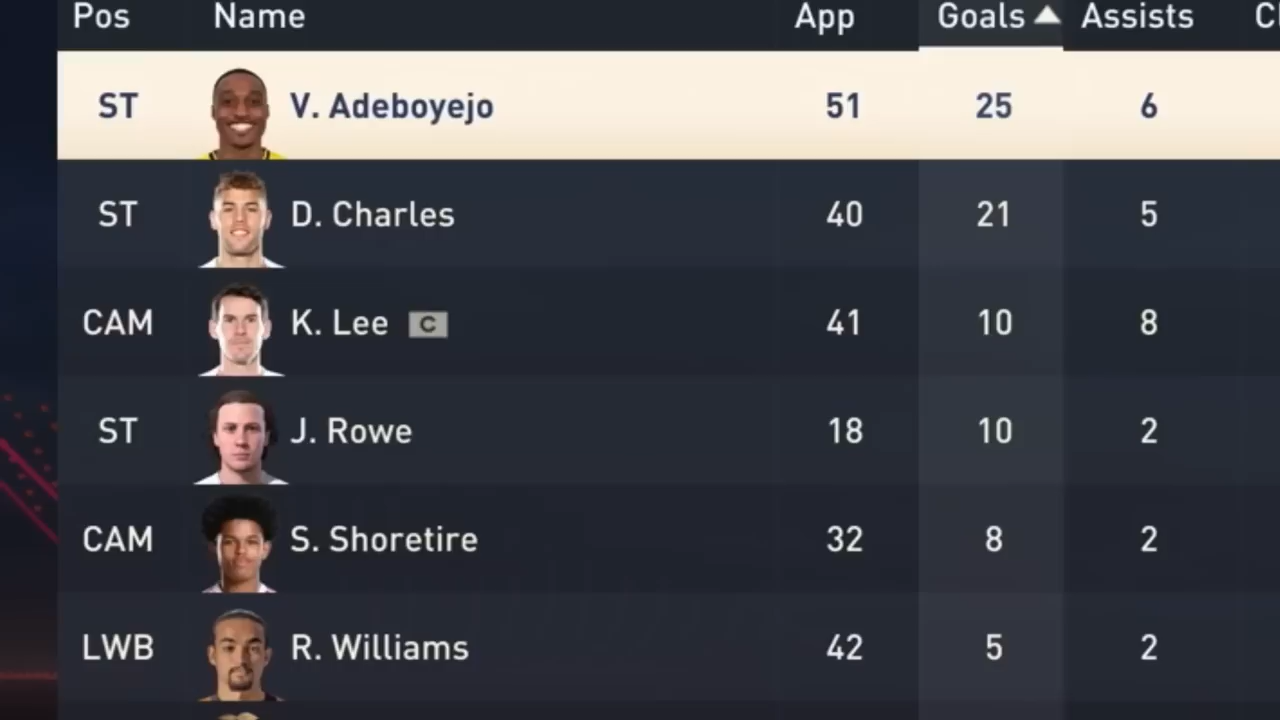 Pos Name App Goals Assists
ST V. Adeboyejo 51 25 6
ST D. Charles 40 21 5
CAM K. Lee C 41 10 8
ST J. Rowe 18 10 2
CAM S. Shoretire 32 8 2
LWB R. Williams 42 5 2